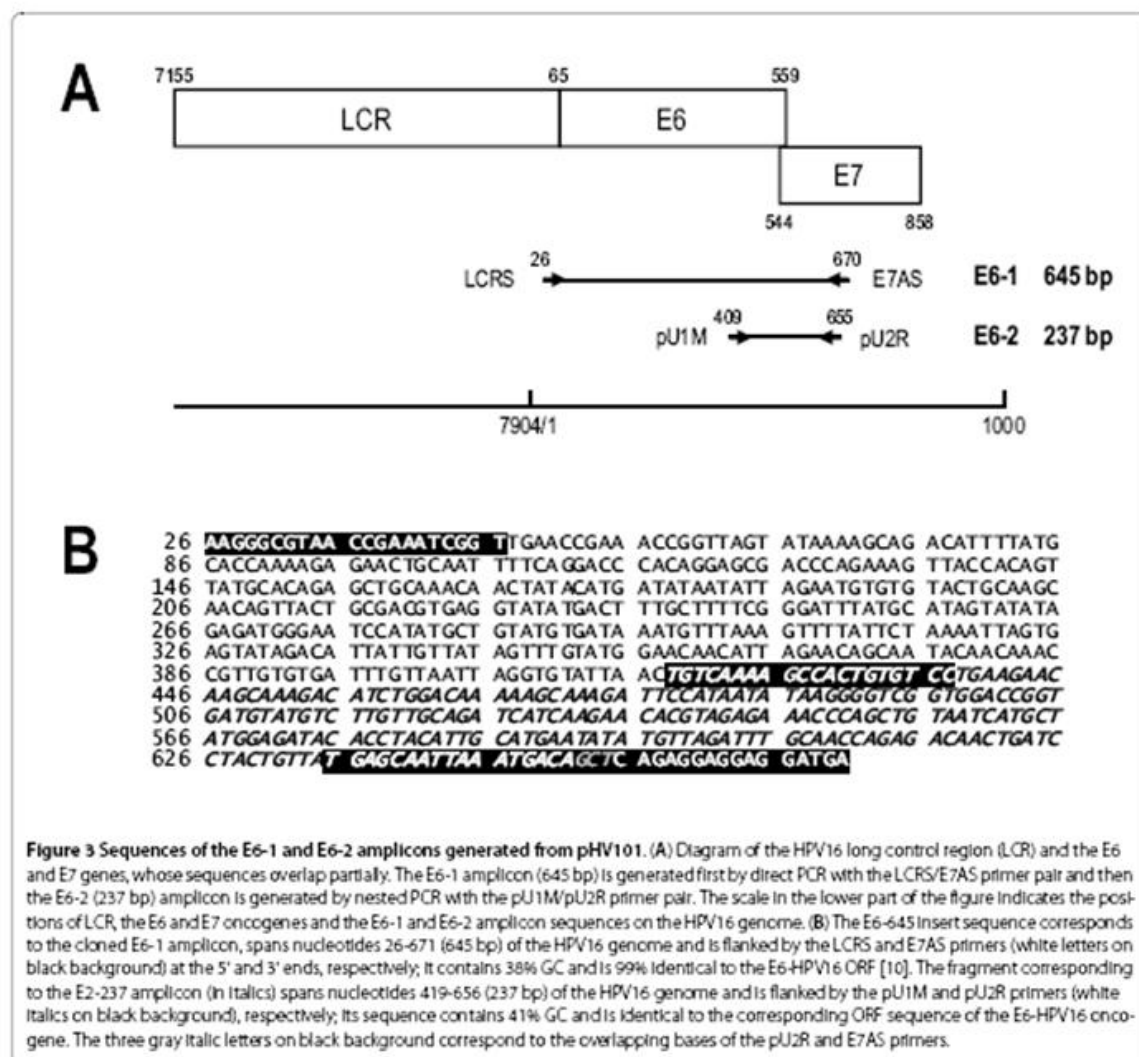 A
7155
65
559
LCR
E6
E7
544
858
LCRS
26
670
E7AS
E6-1
645 bp
pU1M
409
655
pU2R
E6-2
237 bp
7904/1
1000
B
26 AAGGGCGTAA CCGAAATCGG TTGAACCGAA ACCGGTTAGT ATAAAAGCAG ACATTTTATG
86 CACCAAAAGA GAACTGCAAT TTTCAGGACC CACAGGAGCG ACCCAGAAAG TTACCACAGT
146 TATGCACAGA GCTGCAAACA ACTATACATG ATATAATATT AGAATGTGTG TACTGCAAGC
206 AACAGTTACT GCGACGTGAG GTATATGACT TTGCTTTTCG GGATTTATGC ATAGTATATA
266 GAGATGGGAA TCCATATGCT GTATGTGATA AATGTTTAAA GTTTTATTCT AAAATTAGTG
326 AGTATAGACA TTATTGTTAT AGTTTGTATG GAACAACATT AGAACAGCAA TACAACAAAC
386 CGTTGTGTGA TTTGTTAATT AGGTGTATTA ACTGTCAAAA GCCACTGTGT CCTGAAGAAC
446 AAGCAAAGAC ATCTGGACAA AAAGCAAAGA TTCCATAATA TAAGGGGTCG GTGGACCGGT
506 GATGTATGTC TTGTTGCAGA TCATCAAGAA CACGTAGAGA AACCCAGCTG TAATCATGCT
566 ATGGAGATAC ACCTACATTG CATGAATATA TGTTAGATTT GCAACCAGAG ACAACTGATC
626 CTACTGTTAT GAGCAATTAA ATGACAGCTC AGAGGAGGAG GATGA
Figure 3 Sequences of the E6-1 and E6-2 amplicons generated from pHV101. (A) Diagram of the HPV16 long control region (LCR) and the E6
and E7 genes, whose sequences overlap partially. The E6-1 amplicon (645 bp) is generated first by direct PCR with the LCRS/E7AS primer pair and then
the E6-2 (237 bp) amplicon is generated by nested PCR with the pU1M/pU2R primer pair. The scale in the lower part of the figure indicates the posi-
tions of LCR, the E6 and E7 oncogenes and the E6-1 and E6-2 amplicon sequences on the HPV16 genome. (B) The E6-645 insert sequence corresponds
to the cloned E6-1 amplicon, spans nucleotides 26-671 (645 bp) of the HPV16 genome and is flanked by the LCRS and E7AS primers (white letters on
black background) at the 5' and 3' ends, respectively; it contains 38% GC and is 99% identical to the E6-HPV16 ORF [10]. The fragment corresponding
to the E2-237 amplicon (in italics) spans nucleotides 419-656 (237 bp) of the HPV16 genome and is flanked by the pU1M and pU2R primers (white
italics on black background), respectively; its sequence contains 41% GC and is identical to the corresponding ORF sequence of the E6-HPV16 onco-
gene. The three gray italic letters on black background correspond to the overlapping bases of the pU2R and E7AS primers.